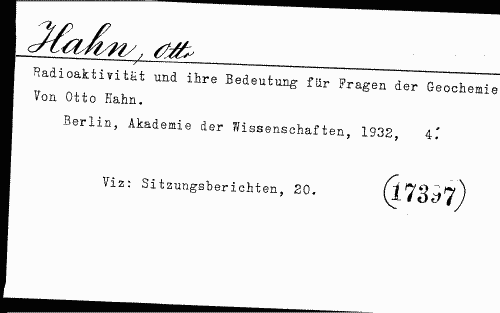 Hahn, Otto
Radioaktivität und ihre Bedeutung für Fragen der Geochemie
Von Otto Hahn.
Berlin, Akademie der Wissenschaften, 1932, 4.
Viz: Sitzungsberichten, 20.
(17397)